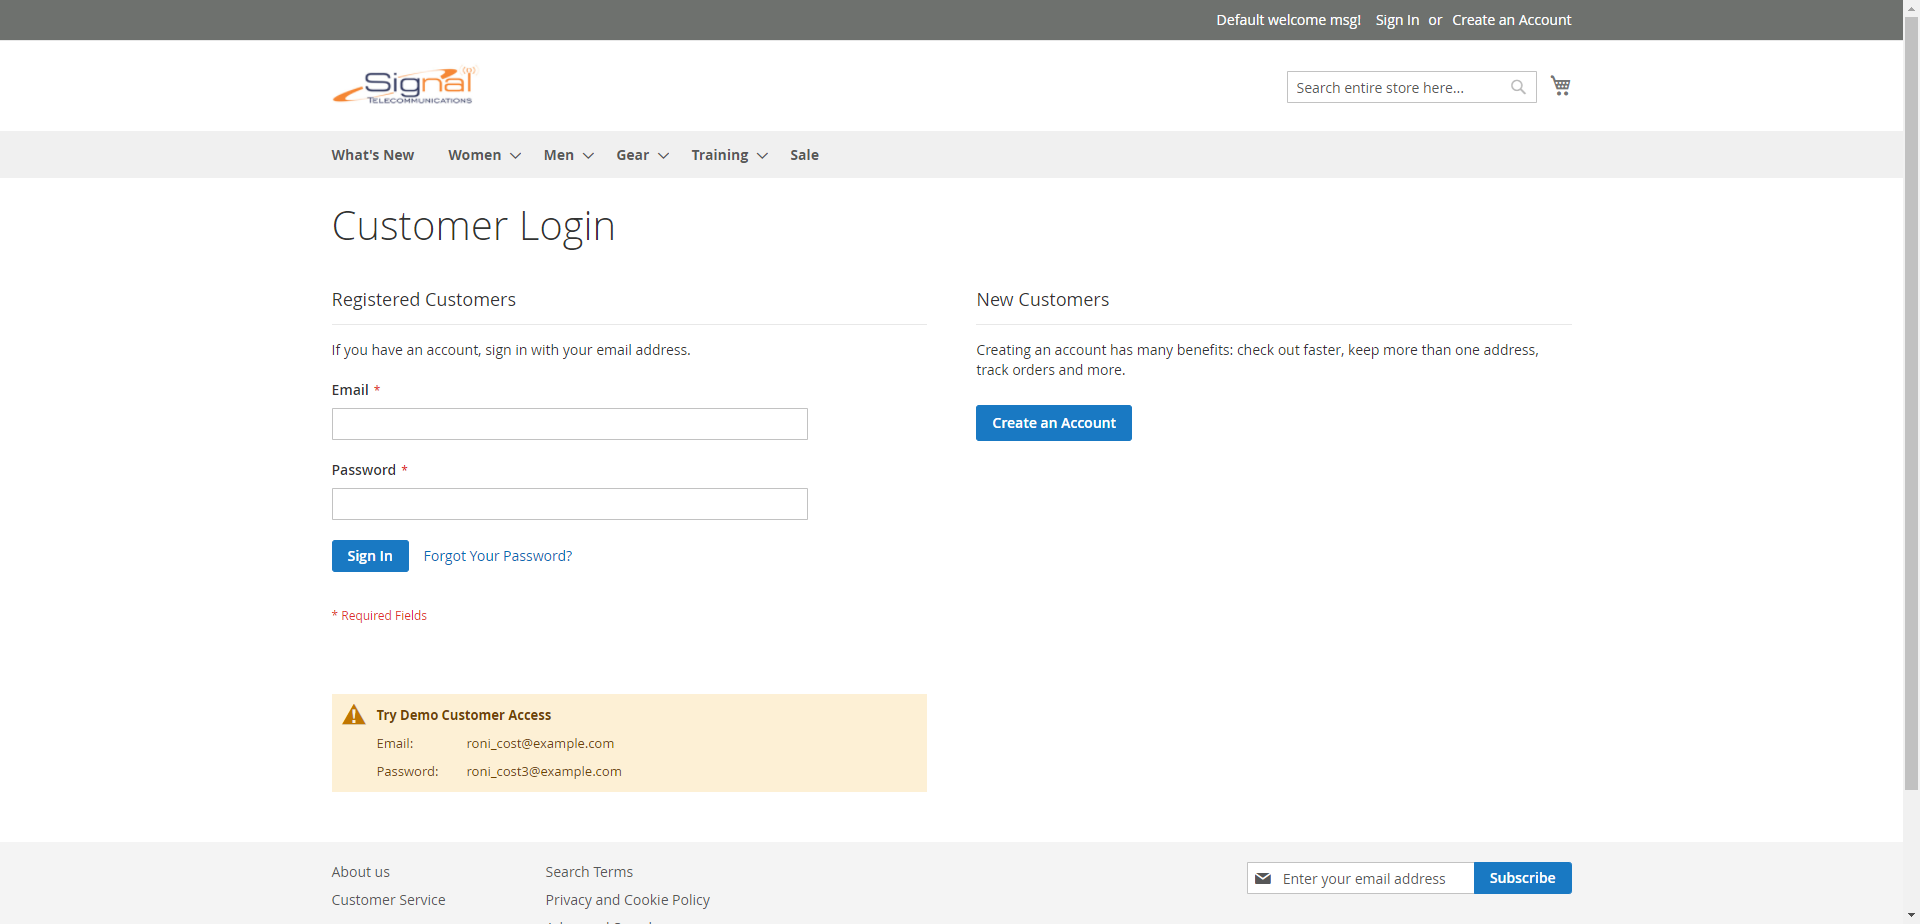 Default welcome msg! Sign In or Create an Account
Signal
TELECOMMUNICATIONS
Search entire store here...
What's New Women Men Gear Training Sale
Customer Login
Registered Customers
If you have an account, sign in with your email address.
Email *
Password *
Sign In Forgot Your Password?
* Required Fields
New Customers
Creating an account has many benefits: check out faster, keep more than one address,
track orders and more.
Create an Account
Try Demo Customer Access
Email: roni_cost@example.com
Password: roni_cost3@example.com
About us
Customer Service
Search Terms
Privacy and Cookie Policy
Enter your email address Subscribe